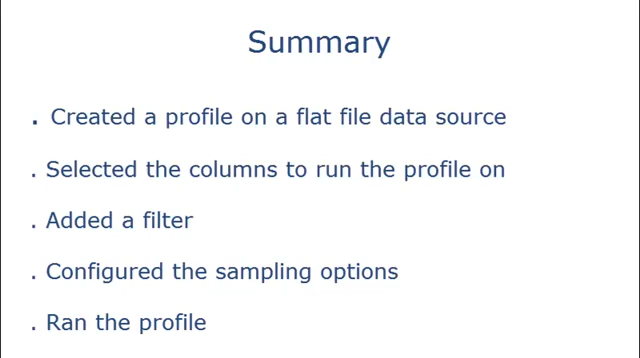 Summary
. Created a profile on a flat file data source
. Selected the columns to run the profile on
. Added a filter
. Configured the sampling options
. Ran the profile